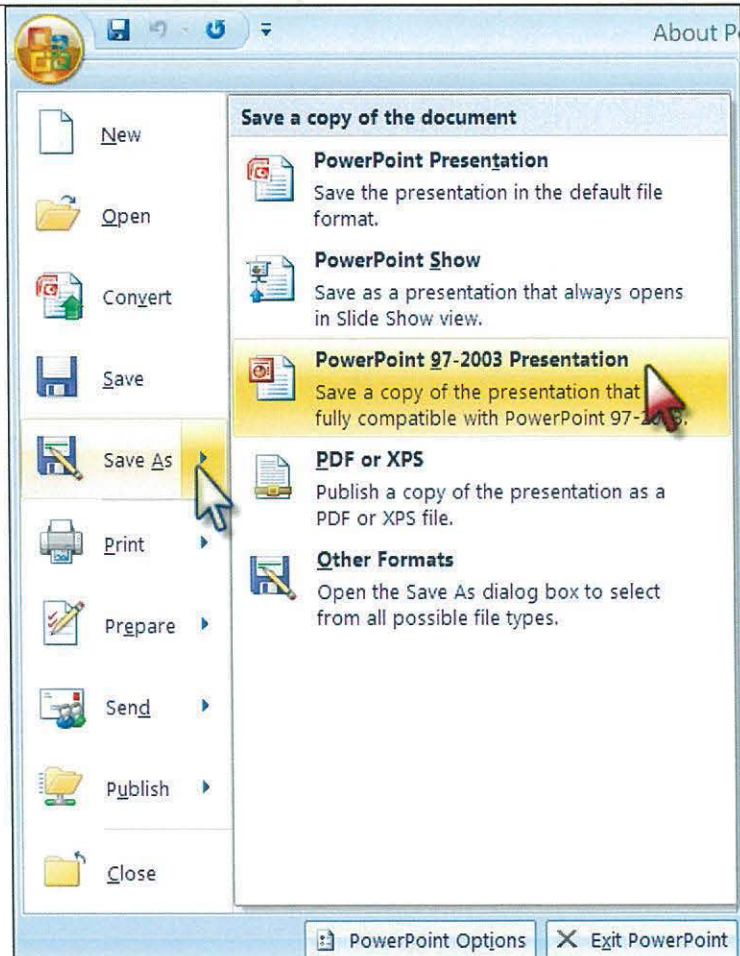 About P
New
Open
Convert
Save
Save As
Print
Prepare
Send
Publish
Close
Save a copy of the document
PowerPoint Presentation
Save the presentation in the default file
format.
PowerPoint Show
Save as a presentation that always opens
in Slide Show view.
PowerPoint 97-2003 Presentation
Save a copy of the presentation that
fully compatible with PowerPoint 97-
PDF or XPS
Publish a copy of the presentation as a
PDF or XPS file.
Other Formats
Open the Save As dialog box to select
from all possible file types.
PowerPoint Options
Exit PowerPoint